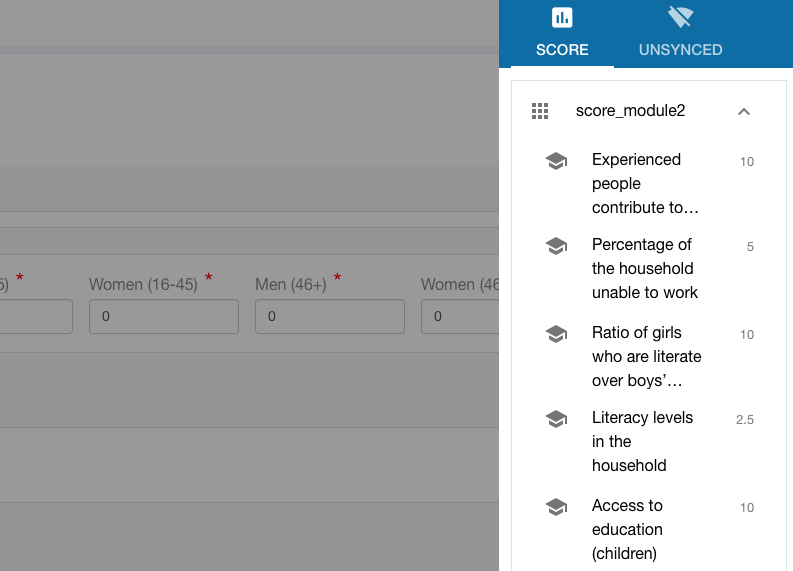 SCORE UNSYNCED
score_module2
Experienced 10
people
contribute to…
Percentage of 5
the household
unable to work
Ratio of girls 10
who are literate
over boys’…
Literacy levels 2.5
in the
household
Access to 10
education
(children)
5) * Women (16-45) * Men (46+) * Women (46
0 0 0